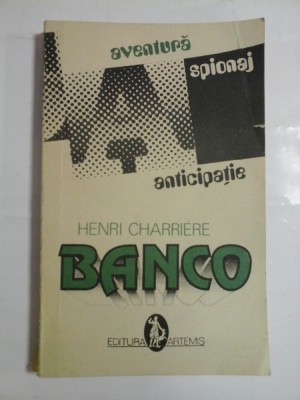 aventură
spionaj
anticipație
HENRI CHARRIÈRE
BANCO
EDITURA ARTEMIS